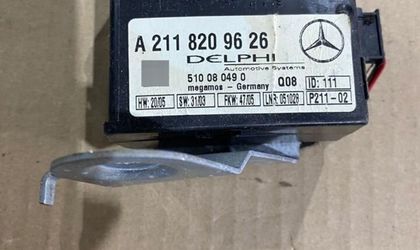 A 211 820 96 26
DELPHI
Automotive Systems
51 08 049 0
megamos - Germany
Q08
ID: 111
HW: 20/05 SW: 31/03 FKW: 47/05 LNR: 051028 P211-02